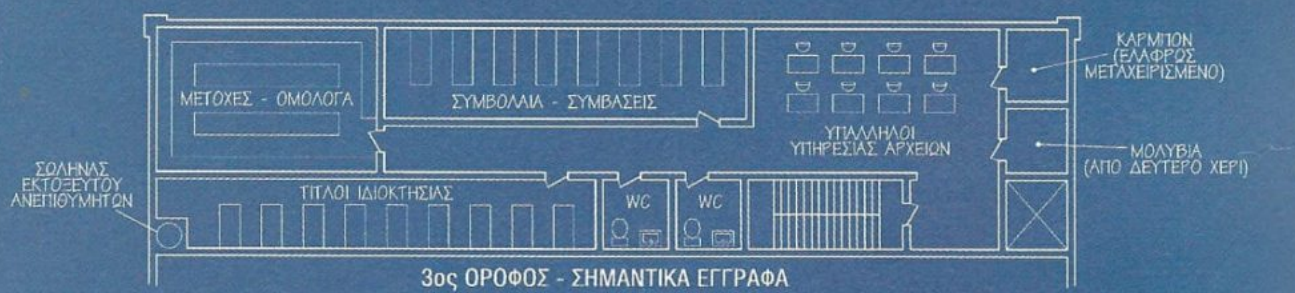 ΚΑΡΜΠΟΝ
(ΕΛΑΦΡΩΣ
ΜΕΤΑΧΕΙΡΙΣΜΕΝΟ)
ΜΕΤΟΧΕΣ - ΟΜΟΛΟΓΑ
ΣΥΜΒΟΛΑΙΑ - ΣΥΜΒΑΣΕΙΣ
ΥΠΑΛΛΗΛΟΙ
ΥΠΗΡΕΣΙΑΣ ΑΡΧΕΙΩΝ
ΜΟΛΥΒΙΑ
(ΑΠΟ ΔΕΥΤΕΡΟ ΧΕΡΙ)
ΣΩΛΗΝΑΣ
ΕΚΤΟΞΕΥΤΟΥ
ΑΝΕΠΙΘΥΜΗΤΩΝ
ΤΙΤΛΟΙ ΙΔΙΟΚΤΗΣΙΑΣ
WC
WC
3ος ΟΡΟΦΟΣ - ΣΗΜΑΝΤΙΚΑ ΕΓΓΡΑΦΑ